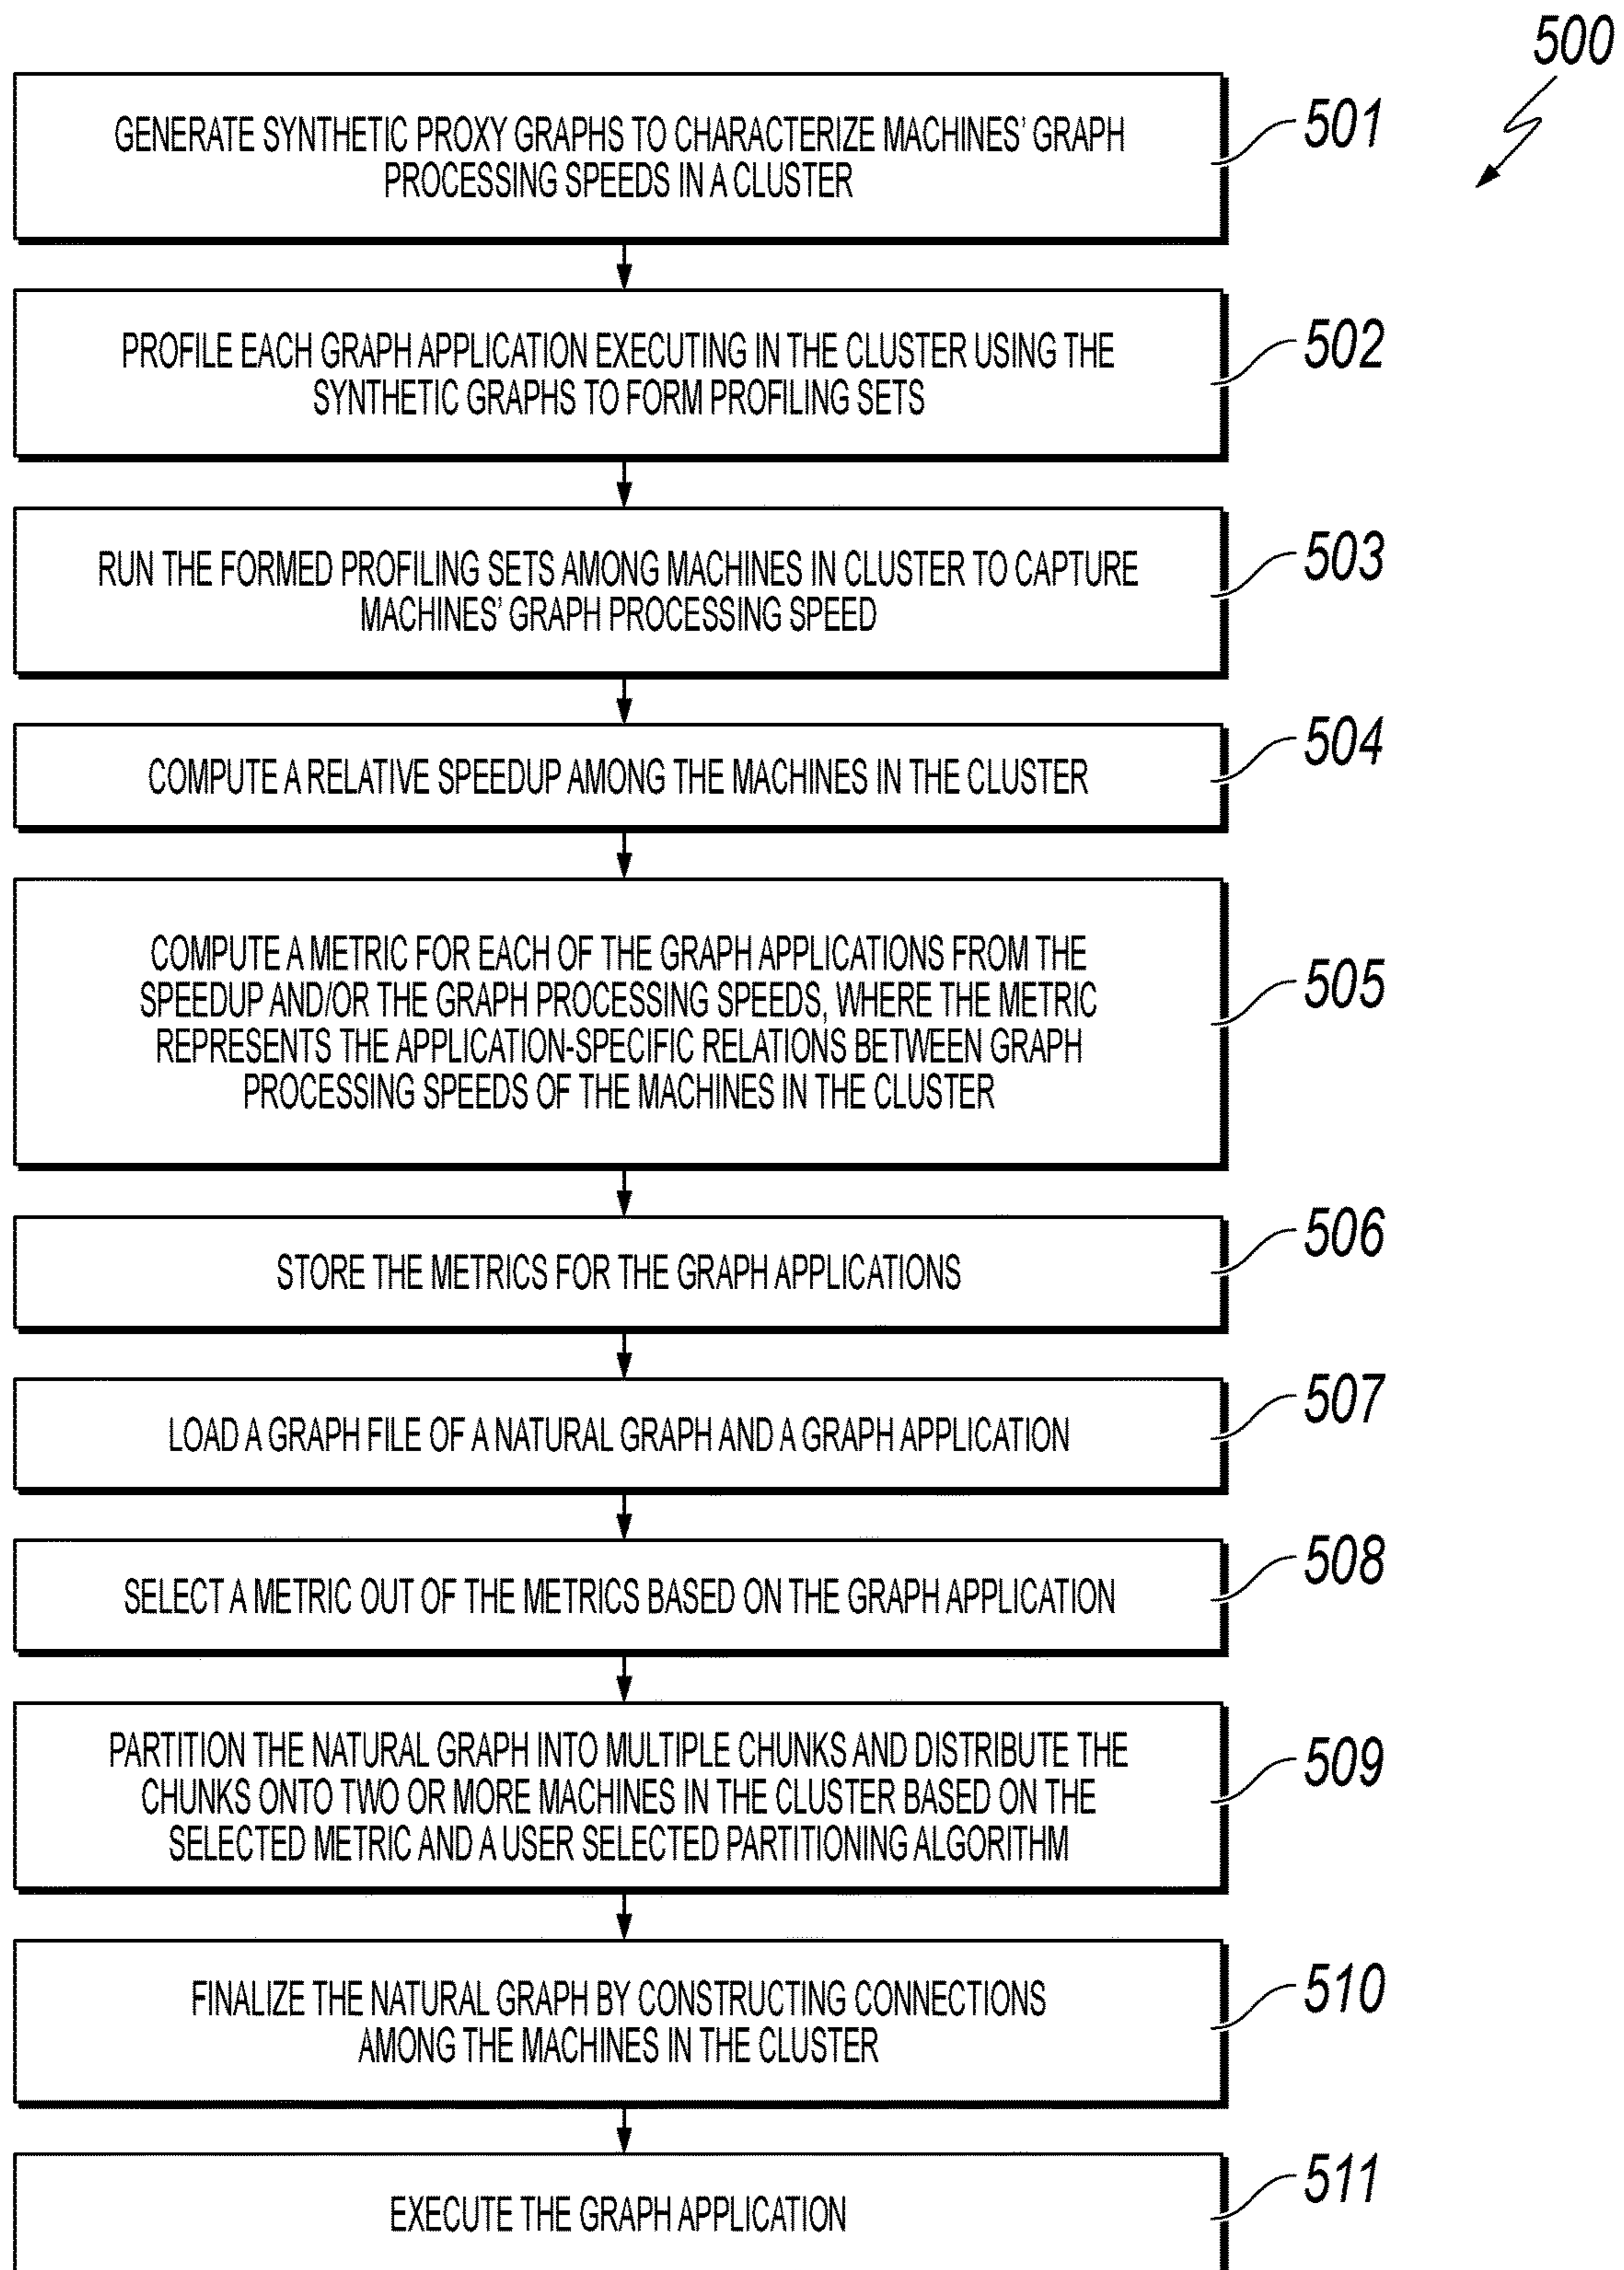 500
GENERATE SYNTHETIC PROXY GRAPHS TO CHARACTERIZE MACHINES' GRAPH
PROCESSING SPEEDS IN A CLUSTER
501
PROFILE EACH GRAPH APPLICATION EXECUTING IN THE CLUSTER USING THE
SYNTHETIC GRAPHS TO FORM PROFILING SETS
502
RUN THE FORMED PROFILING SETS AMONG MACHINES IN CLUSTER TO CAPTURE
MACHINES' GRAPH PROCESSING SPEED
503
COMPUTE A RELATIVE SPEEDUP AMONG THE MACHINES IN THE CLUSTER
504
COMPUTE A METRIC FOR EACH OF THE GRAPH APPLICATIONS FROM THE
SPEEDUP AND/OR THE GRAPH PROCESSING SPEEDS, WHERE THE METRIC
REPRESENTS THE APPLICATION-SPECIFIC RELATIONS BETWEEN GRAPH
PROCESSING SPEEDS OF THE MACHINES IN THE CLUSTER
505
STORE THE METRICS FOR THE GRAPH APPLICATIONS
506
LOAD A GRAPH FILE OF A NATURAL GRAPH AND A GRAPH APPLICATION
507
SELECT A METRIC OUT OF THE METRICS BASED ON THE GRAPH APPLICATION
508
PARTITION THE NATURAL GRAPH INTO MULTIPLE CHUNKS AND DISTRIBUTE THE
CHUNKS ONTO TWO OR MORE MACHINES IN THE CLUSTER BASED ON THE
SELECTED METRIC AND A USER SELECTED PARTITIONING ALGORITHM
509
FINALIZE THE NATURAL GRAPH BY CONSTRUCTING CONNECTIONS
AMONG THE MACHINES IN THE CLUSTER
510
EXECUTE THE GRAPH APPLICATION
511